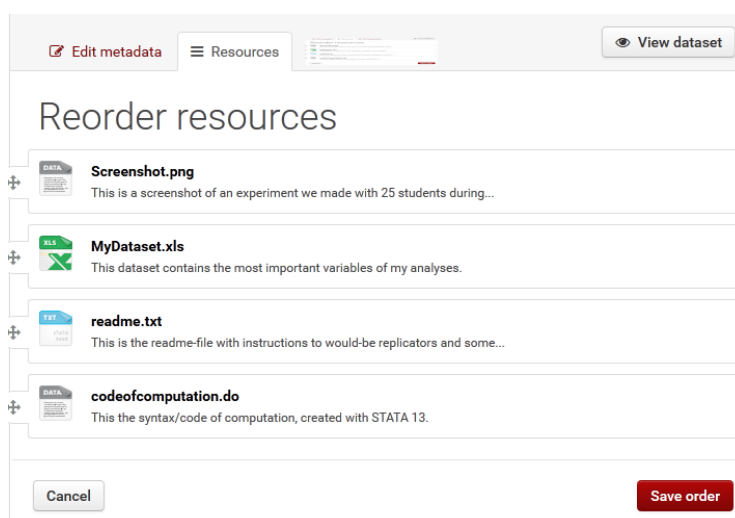 Edit metadata
Resources
View dataset
Reorder resources
DATA
Screenshot.png
This is a screenshot of an experiment we made with 25 students during...
XLS
MyDataset.xls
This dataset contains the most important variables of my analyses.
TXT
readme.txt
This is the readme-file with instructions to would-be replicators and some...
DATA
codeofcomputation.do
This the syntax/code of computation, created with STATA 13.
Cancel
Save order